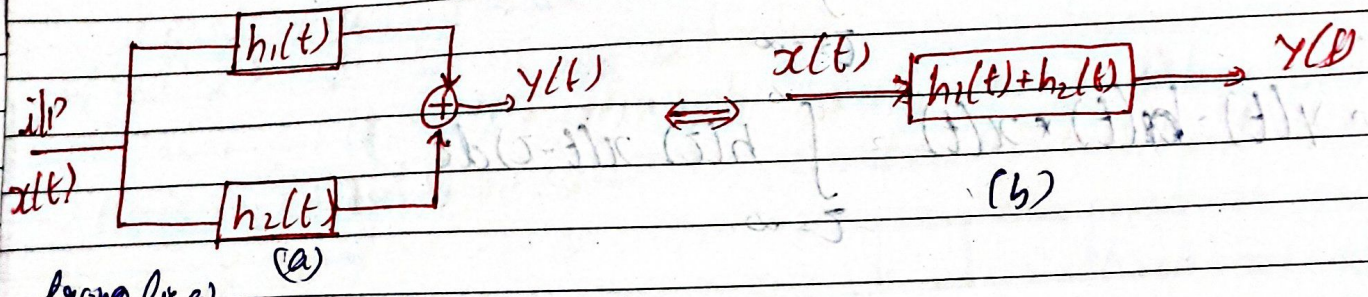 h₁(t)
i/p
x(t)
h₂(t)
+
y(t)
(a)
x(t)
h₁(t)+h₂(t)
y(t)
(b)